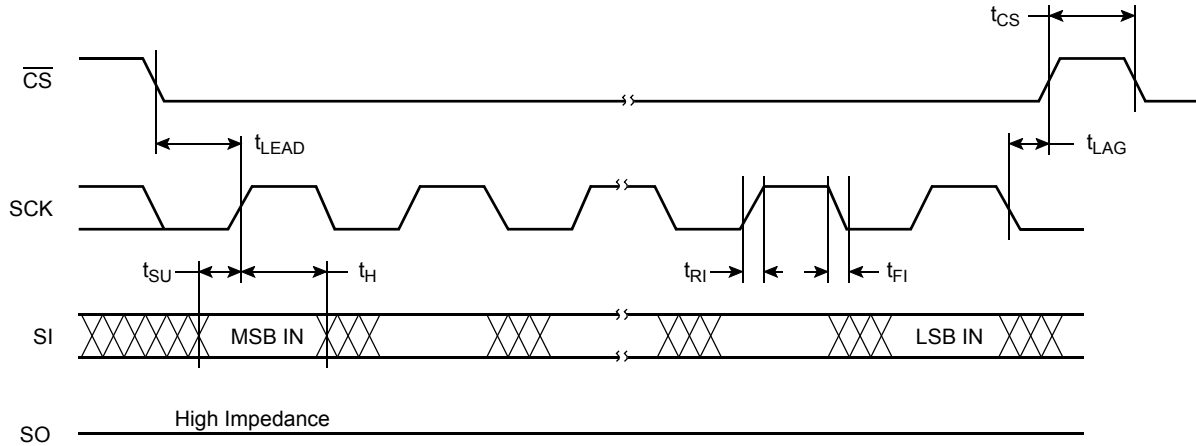 tCS
CS
tLEAD
tLAG
SCK
tSU
tH
tRI
tFI
SI
MSB IN
LSB IN
High Impedance
SO